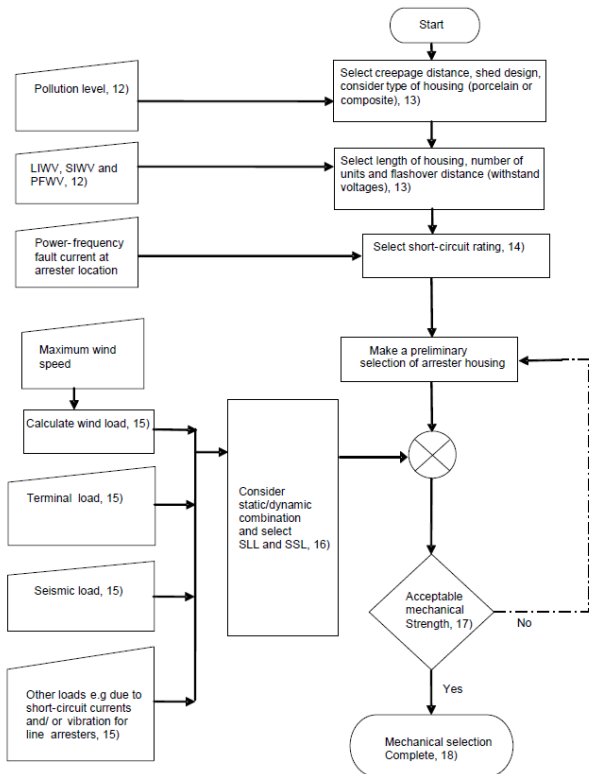 Start
Pollution level, 12)
Select creepage distance, shed design,
consider type of housing (porcelain or
composite), 13)
LIWV, SIWV and
PFWV, 12)
Select length of housing, number of
units and flashover distance (withstand
voltages), 13
Power-frequency
fault current at
arrester location
Select short-circuit rating, 14)
Maximum wind
speed
Make a preliminary
selection of arrester housing
Calculate wind load, 15)
Terminal load, 15)
Consider
static/dynamic
combination
and select
SLL and SSL, 16)
Seismic load, 15)
Acceptable
mechanical
Strength, 17)
No
Other loads e.g due to
short-circuit currents
and/ or vibration for
line arresters, 15)
Yes
Mechanical selection
Complete, 18)